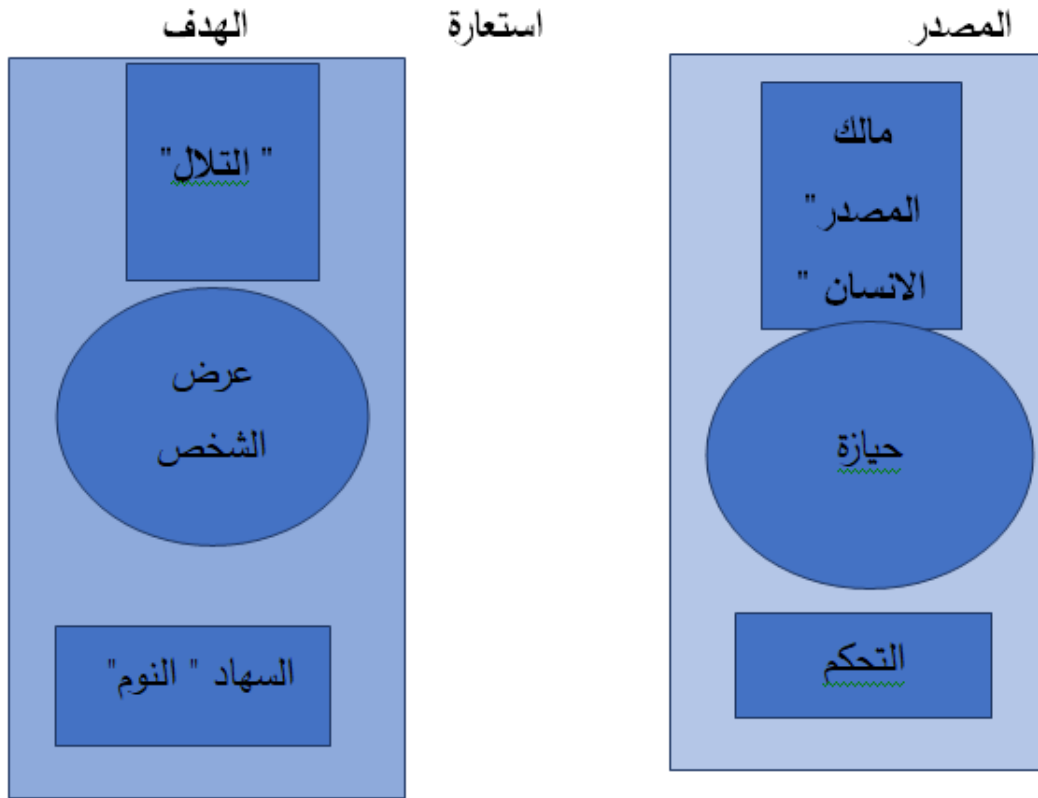 المصدر
استعارة
الهدف
مالك
المصدر"
الانسان "
حيازة
التحكم
" التلال"
عرض
الشخص
السهاد " النوم"